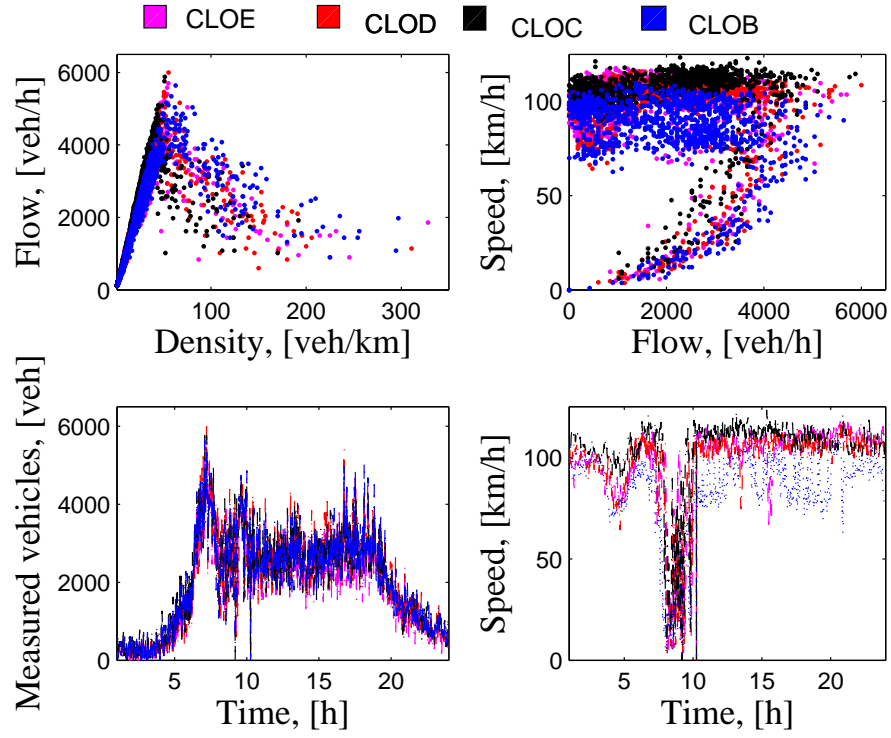 CLOE CLOD CLOC CLOB
Flow, [veh/h]
6000
4000
2000
0
100 200 300
Density, [veh/km]
Speed, [km/h]
100
50
0
0 2000 4000 6000
Flow, [veh/h]
Measured vehicles, [veh]
6000
4000
2000
0
5 10 15 20
Time, [h]
Speed, [km/h]
100
50
0
5 10 15 20
Time, [h]